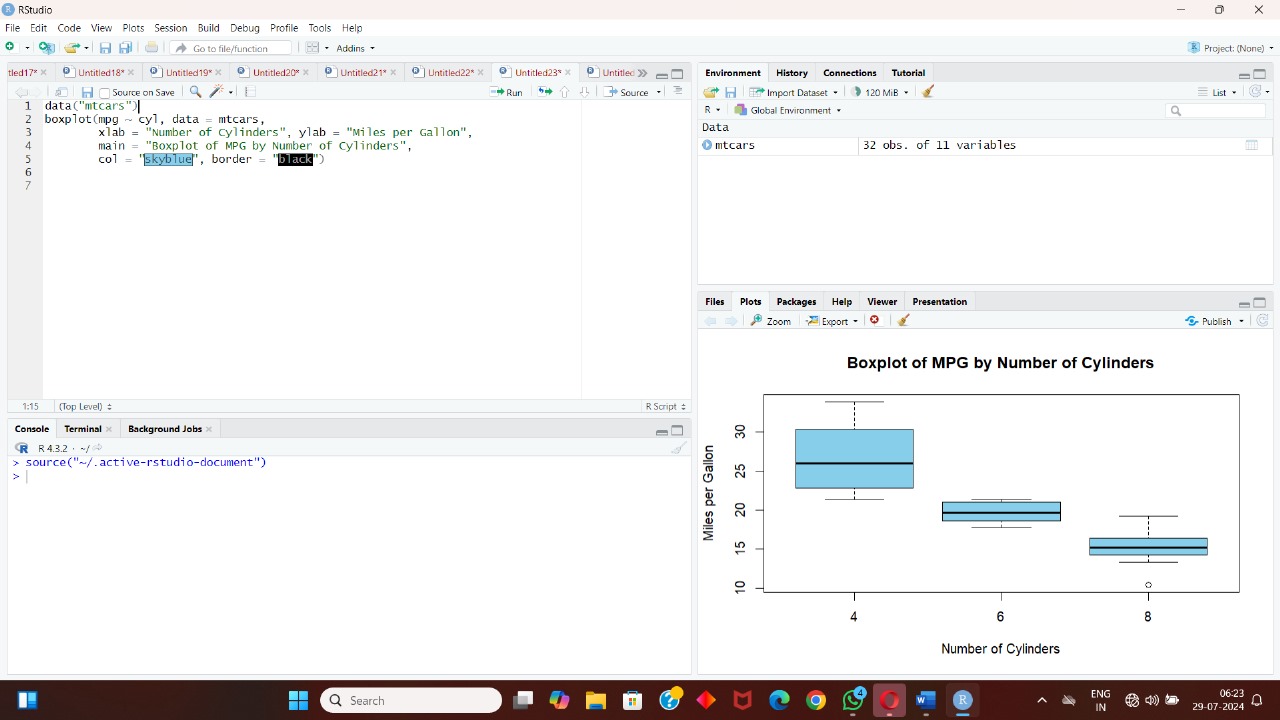 RStudio
File Edit Code View Plots Session Build Debug Profile Tools Help
Go to file/function Addins Project: (None)
tled17* Untitled18* Untitled19* Untitled20* Untitled21* Untitled22* Untitled23* Untitled
Source on Save Run Source
1 data("mtcars")
2 boxplot(mpg ~ cyl, data = mtcars,
3 xlab = "Number of Cylinders", ylab = "Miles per Gallon",
4 main = "Boxplot of MPG by Number of Cylinders",
5 col = "skyblue", border = "black")
6
7
1:15 (Top Level) R Script
Console Terminal Background Jobs
R 4.3.2 · ~/
> source("~/.active-rstudio-document")
>
Environment History Connections Tutorial
Import Dataset 120 MiB List
R Global Environment
Data
mtcars 32 obs. of 11 variables
Files Plots Packages Help Viewer Presentation
Zoom Export Publish
Boxplot of MPG by Number of Cylinders
Miles per Gallon
30
25
20
15
10
4 6 8
Number of Cylinders
Search
4
ENG
IN
06:23
29-07-2024